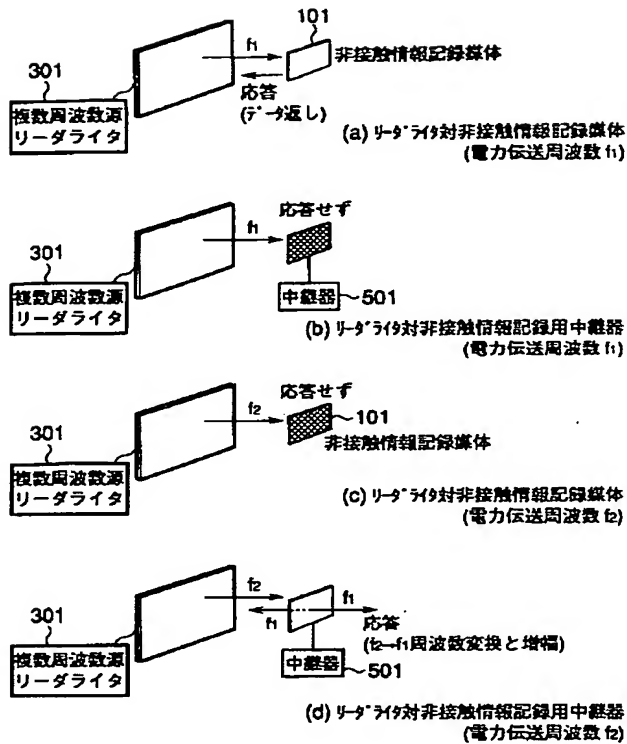 101
301
f1
非接触情報記録媒体
応答
(データ返し)
複数周波数源
リーダライタ
(a) リーダライタ対非接触情報記録媒体
(電力伝送周波数 f1)
応答せず
301
f1
複数周波数源
リーダライタ
中継器
501
(b) リーダライタ対非接触情報記録用中継器
(電力伝送周波数 f1)
応答せず
301
f2
101
複数周波数源
リーダライタ
非接触情報記録媒体
(c) リーダライタ対非接触情報記録媒体
(電力伝送周波数 f2)
301
f2
f1
f1
応答
(f2→f1周波数変換と増幅)
複数周波数源
リーダライタ
中継器
501
(d) リーダライタ対非接触情報記録用中継器
(電力伝送周波数 f2)